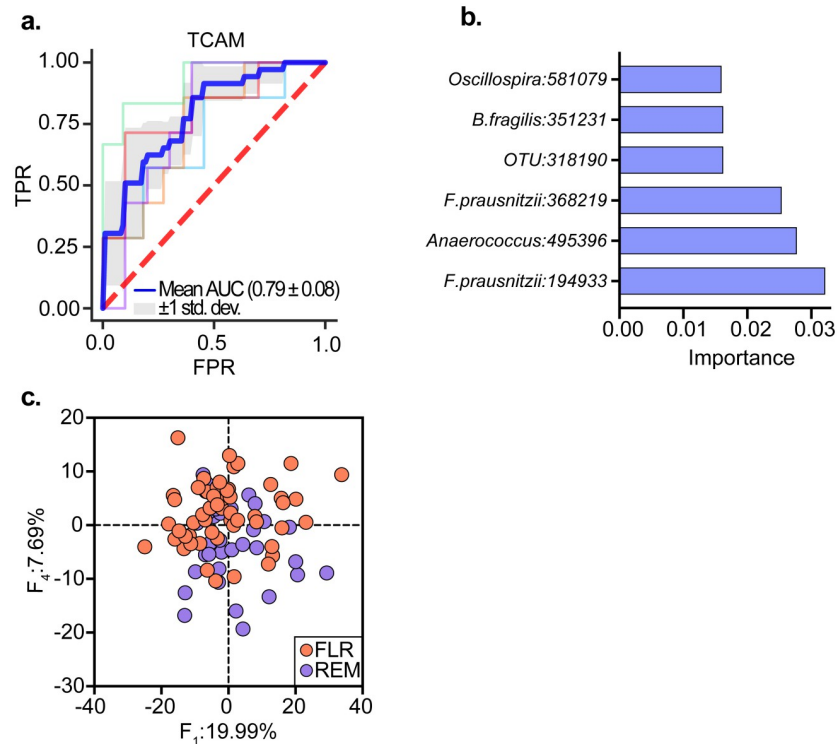 a.
TCAM
1.00
0.75
0.50
0.25
0.00
TPR
Mean AUC (0.79 ± 0.08)
±1 std. dev.
0.0 0.5 1.0
FPR
b.
Oscillospira:581079
B.fragilis:351231
OTU:318190
F.prausnitzii:368219
Anaerococcus:495396
F.prausnitzii:194933
0.00 0.01 0.02 0.03
Importance
c.
20
10
0
-10
-20
-30
F4:7.69%
FLR
REM
-40 -20 0 20 40
F1:19.99%